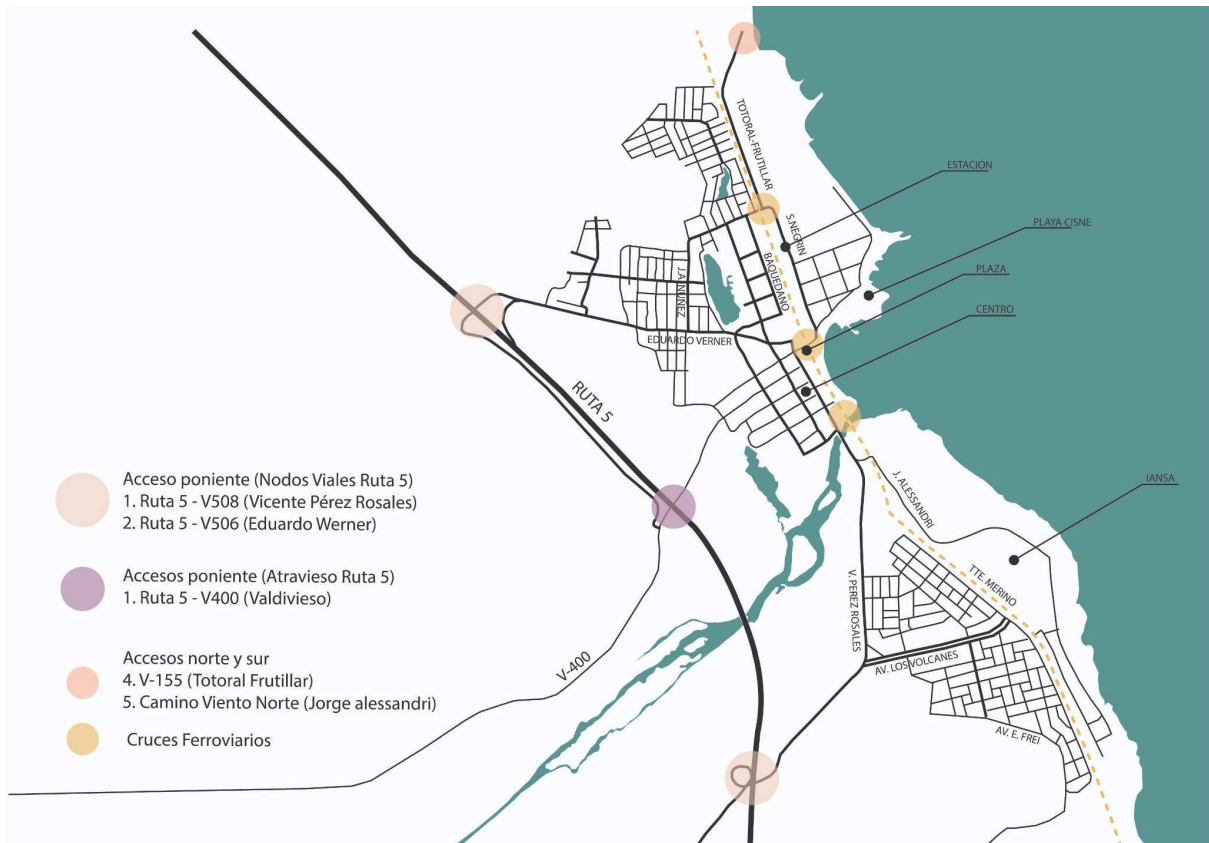 TOTORAL-FRUTILLAR
ESTACION
S.NEGRIN
PLAYA CISNE
BAQUEDANO
J.A. NUÑEZ
PLAZA
CENTRO
EDUARDO VERNER
RUTA 5
J. ALESSANDRI
IANSA
TTE. MERINO
V. PEREZ ROSALES
AV. LOS VOLCANES
V-400
AV. E. FREI
Acceso poniente (Nodos Viales Ruta 5)
1. Ruta 5 - V508 (Vicente Pérez Rosales)
2. Ruta 5 - V506 (Eduardo Werner)
Accesos poniente (Atravieso Ruta 5)
1. Ruta 5 - V400 (Valdivieso)
Accesos norte y sur
4. V-155 (Totoral Frutillar)
5. Camino Viento Norte (Jorge alessandri)
Cruces Ferroviarios